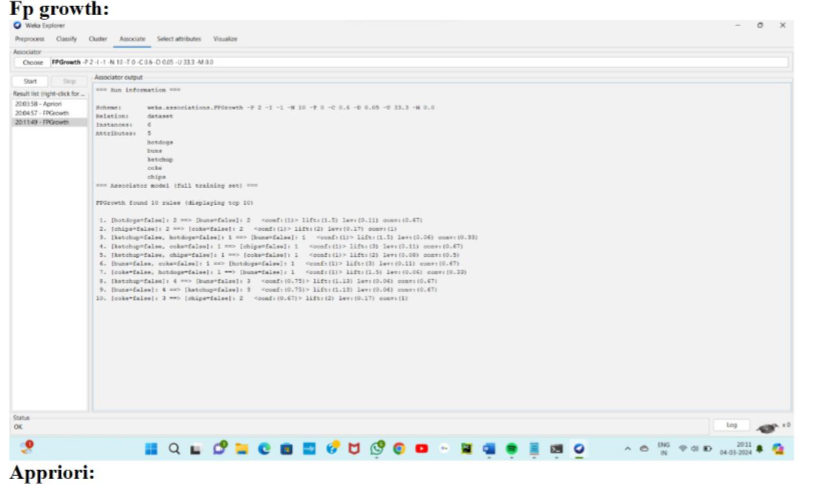 Fp growth:
Weka Explorer
Preprocess Classify Cluster Associate Select attributes Visualize
Associator
Choose FPGrowth -P 2 -I -1 -N 10 -T 0 -C 0.6 -D 0.05 -U 33.3 -M 0.0
Start Stop
Result list (right-click for ...
20:03:58 - Apriori
20:04:57 - FPGrowth
20:11:49 - FPGrowth
Associator output
=== Run information ===
Scheme: weka.associations.FPGrowth -P 2 -I -1 -N 10 -T 0 -C 0.6 -D 0.05 -U 33.3 -M 0.0
Relation: dataset
Instances: 6
Attributes: 5
hotdogs
buns
ketchup
coke
chips
=== Associator model (full training set) ===
FPGrowth found 10 rules (displaying top 10)
1. [hotdogs=false]: 2 ==> [buns=false]: 2 <conf:(1)> lift:(1.5) lev:(0.11) conv:(0.67)
2. [chips=false]: 2 ==> [coke=false]: 2 <conf:(1)> lift:(2) lev:(0.17) conv:(1)
3. [ketchup=false, hotdogs=false]: 1 ==> [buns=false]: 1 <conf:(1)> lift:(1.5) lev:(0.06) conv:(0.33)
4. [ketchup=false, coke=false]: 1 ==> [chips=false]: 1 <conf:(1)> lift:(3) lev:(0.11) conv:(0.67)
5. [ketchup=false, chips=false]: 1 ==> [coke=false]: 1 <conf:(1)> lift:(2) lev:(0.08) conv:(0.5)
6. [buns=false, coke=false]: 1 ==> [hotdogs=false]: 1 <conf:(1)> lift:(3) lev:(0.11) conv:(0.67)
7. [coke=false, hotdogs=false]: 1 ==> [buns=false]: 1 <conf:(1)> lift:(1.5) lev:(0.06) conv:(0.33)
8. [ketchup=false]: 4 ==> [buns=false]: 3 <conf:(0.75)> lift:(1.13) lev:(0.06) conv:(0.67)
9. [buns=false]: 4 ==> [ketchup=false]: 3 <conf:(0.75)> lift:(1.13) lev:(0.06) conv:(0.67)
10. [coke=false]: 3 ==> [chips=false]: 2 <conf:(0.67)> lift:(2) lev:(0.17) conv:(1)
Status
OK
Log
x 0
ENG
IN
20:11
04-03-2024
Appriori: